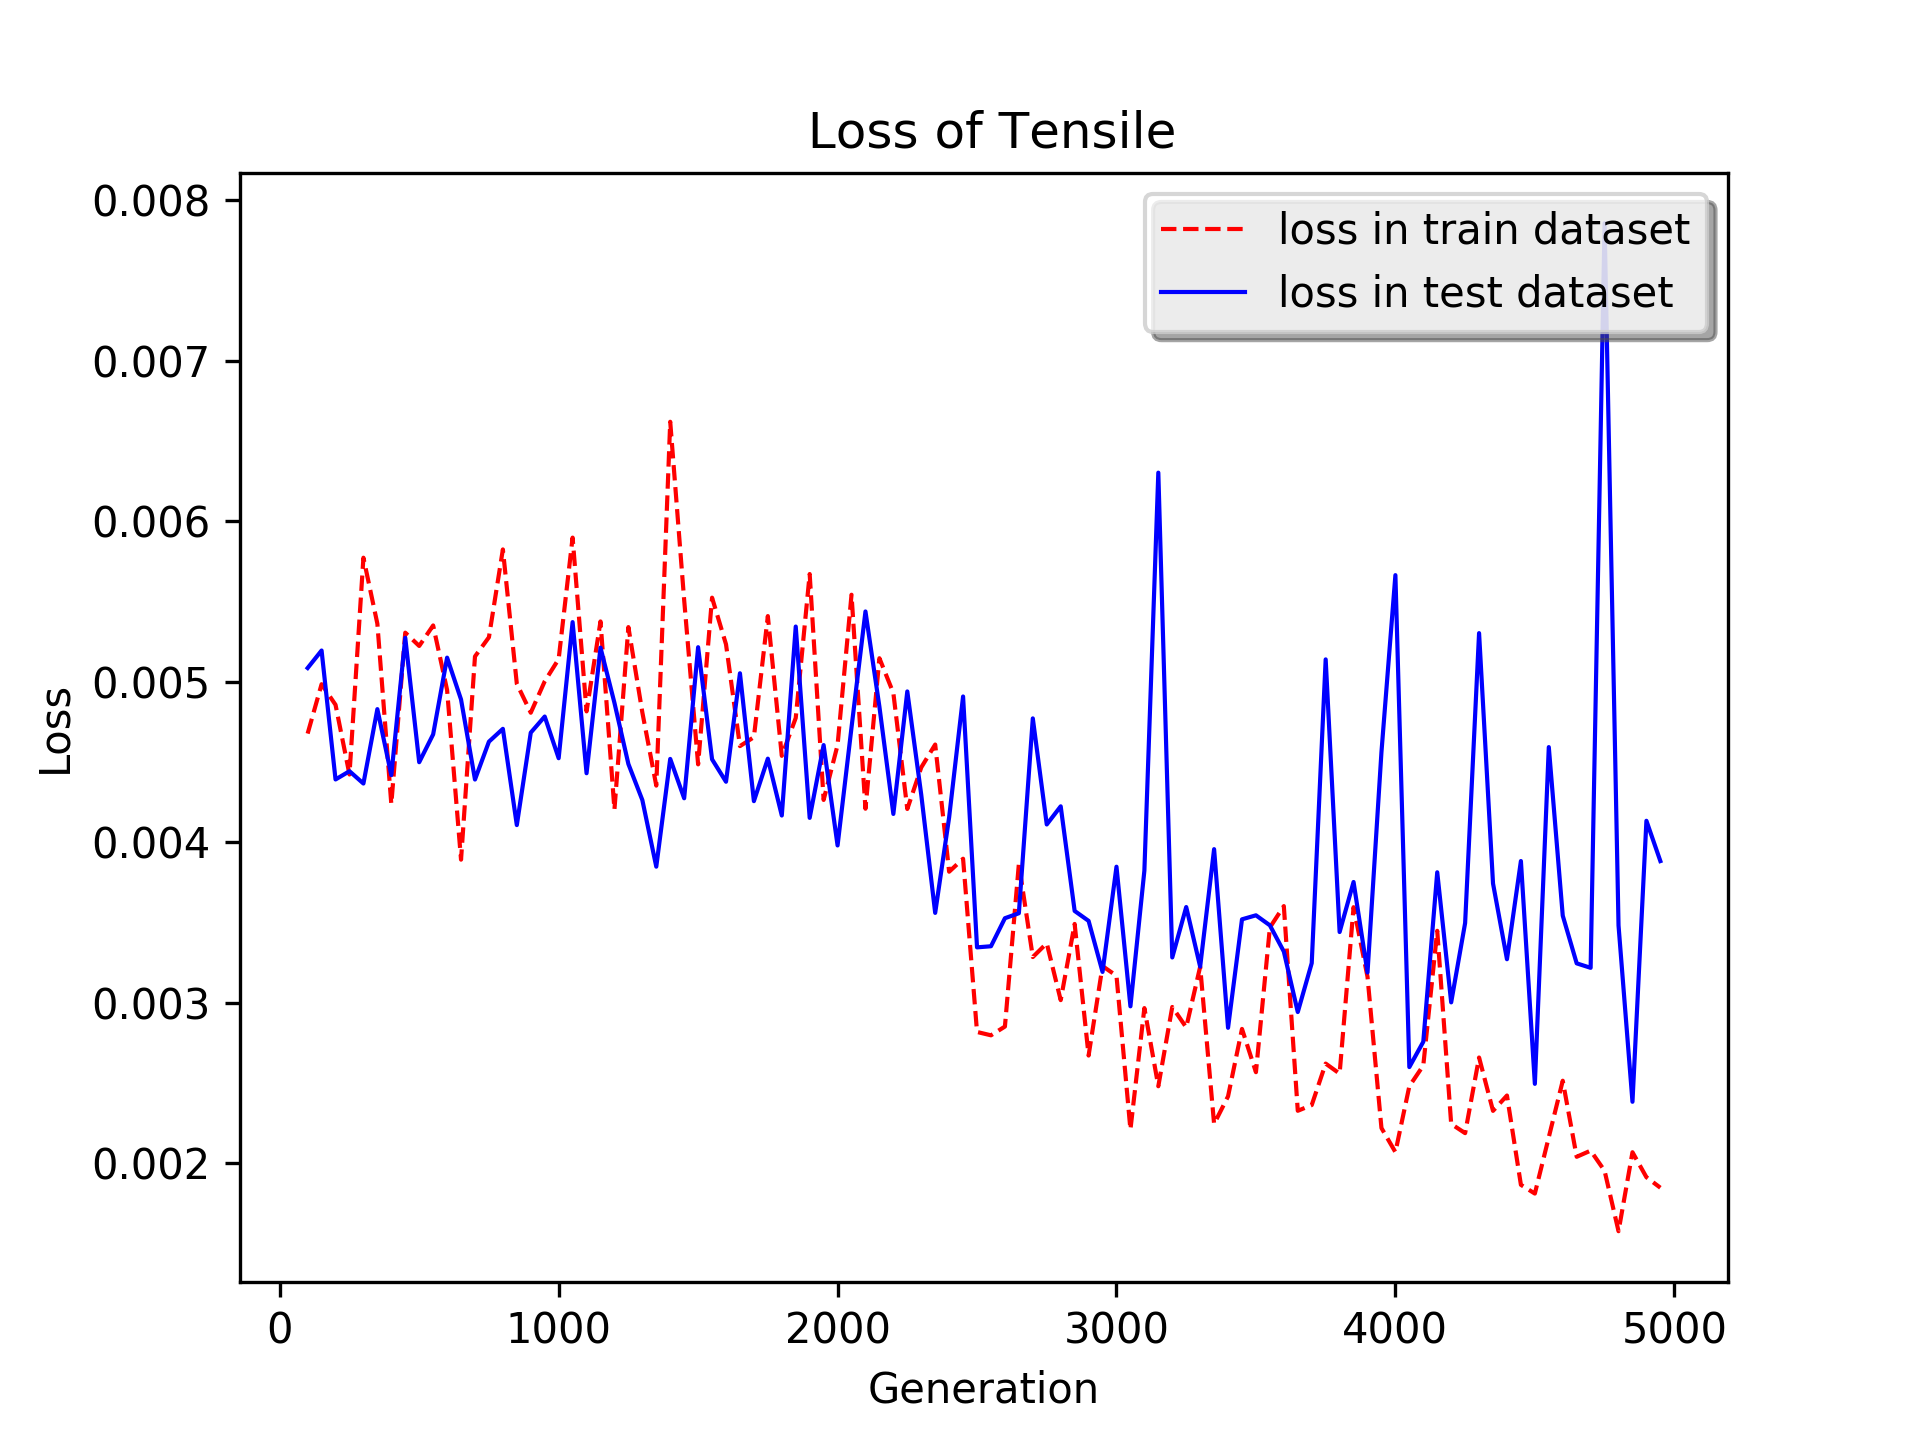 Loss of Tensile
0.008
0.007
0.006
0.005
0.004
0.003
0.002
Loss
loss in train dataset
loss in test dataset
0 1000 2000 3000 4000 5000
Generation